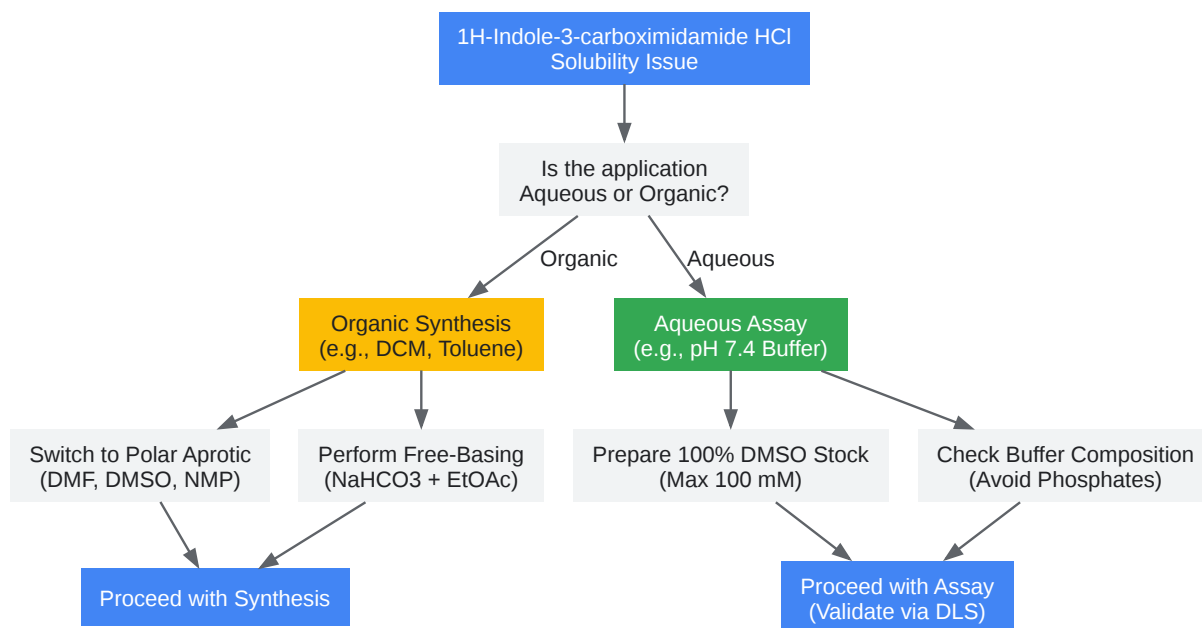 1H-Indole-3-carboximidamide HCl
Solubility Issue
Is the application
Aqueous or Organic?
Organic
Aqueous
Organic Synthesis
(e.g., DCM, Toluene)
Aqueous Assay
(e.g., pH 7.4 Buffer)
Switch to Polar Aprotic
(DMF, DMSO, NMP)
Perform Free-Basing
(NaHCO3 + EtOAc)
Prepare 100% DMSO Stock
(Max 100 mM)
Check Buffer Composition
(Avoid Phosphates)
Proceed with Synthesis
Proceed with Assay
(Validate via DLS)